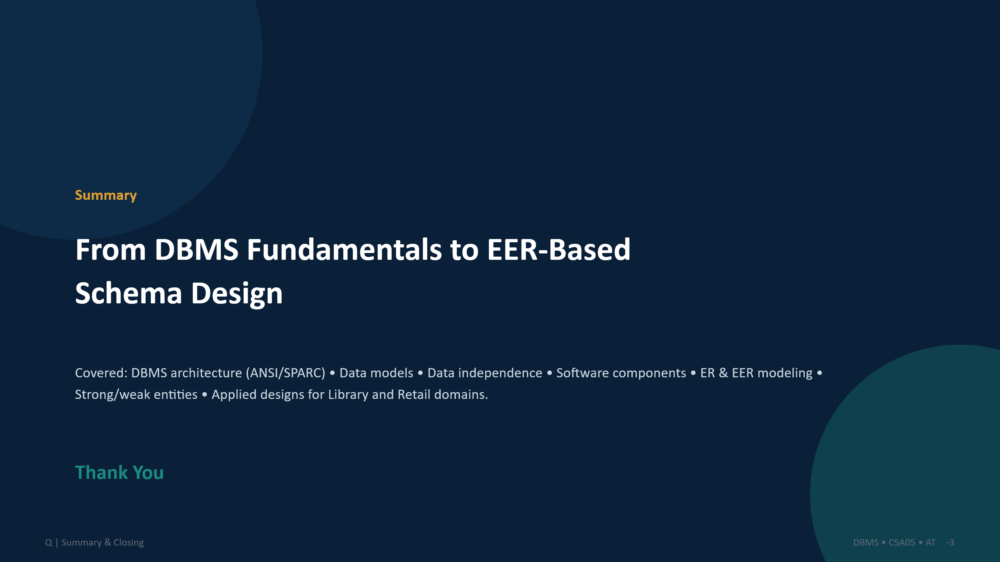 Summary
From DBMS Fundamentals to EER-Based
Schema Design
Covered: DBMS architecture (ANSI/SPARC) • Data models • Data independence • Software components • ER & EER modeling •
Strong/weak entities • Applied designs for Library and Retail domains.
Thank You
Q | Summary & Closing
DBMS • CSA05 • AT -3